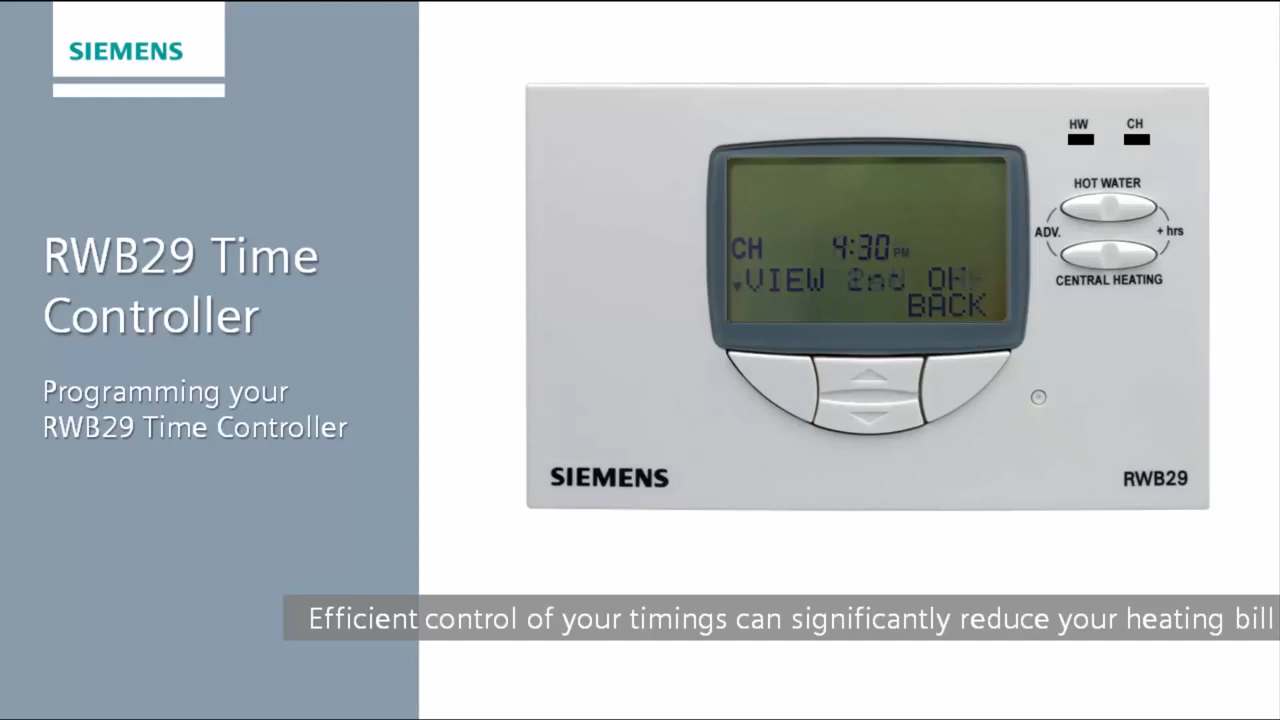 SIEMENS
RWB29 Time
Controller
Programming your
RWB29 Time Controller
HW CH
HOT WATER
ADV. + hrs
CENTRAL HEATING
CH 4:30 PM
VIEW 2nd
BACK
SIEMENS
RWB29
Efficient control of your timings can significantly reduce your heating bill